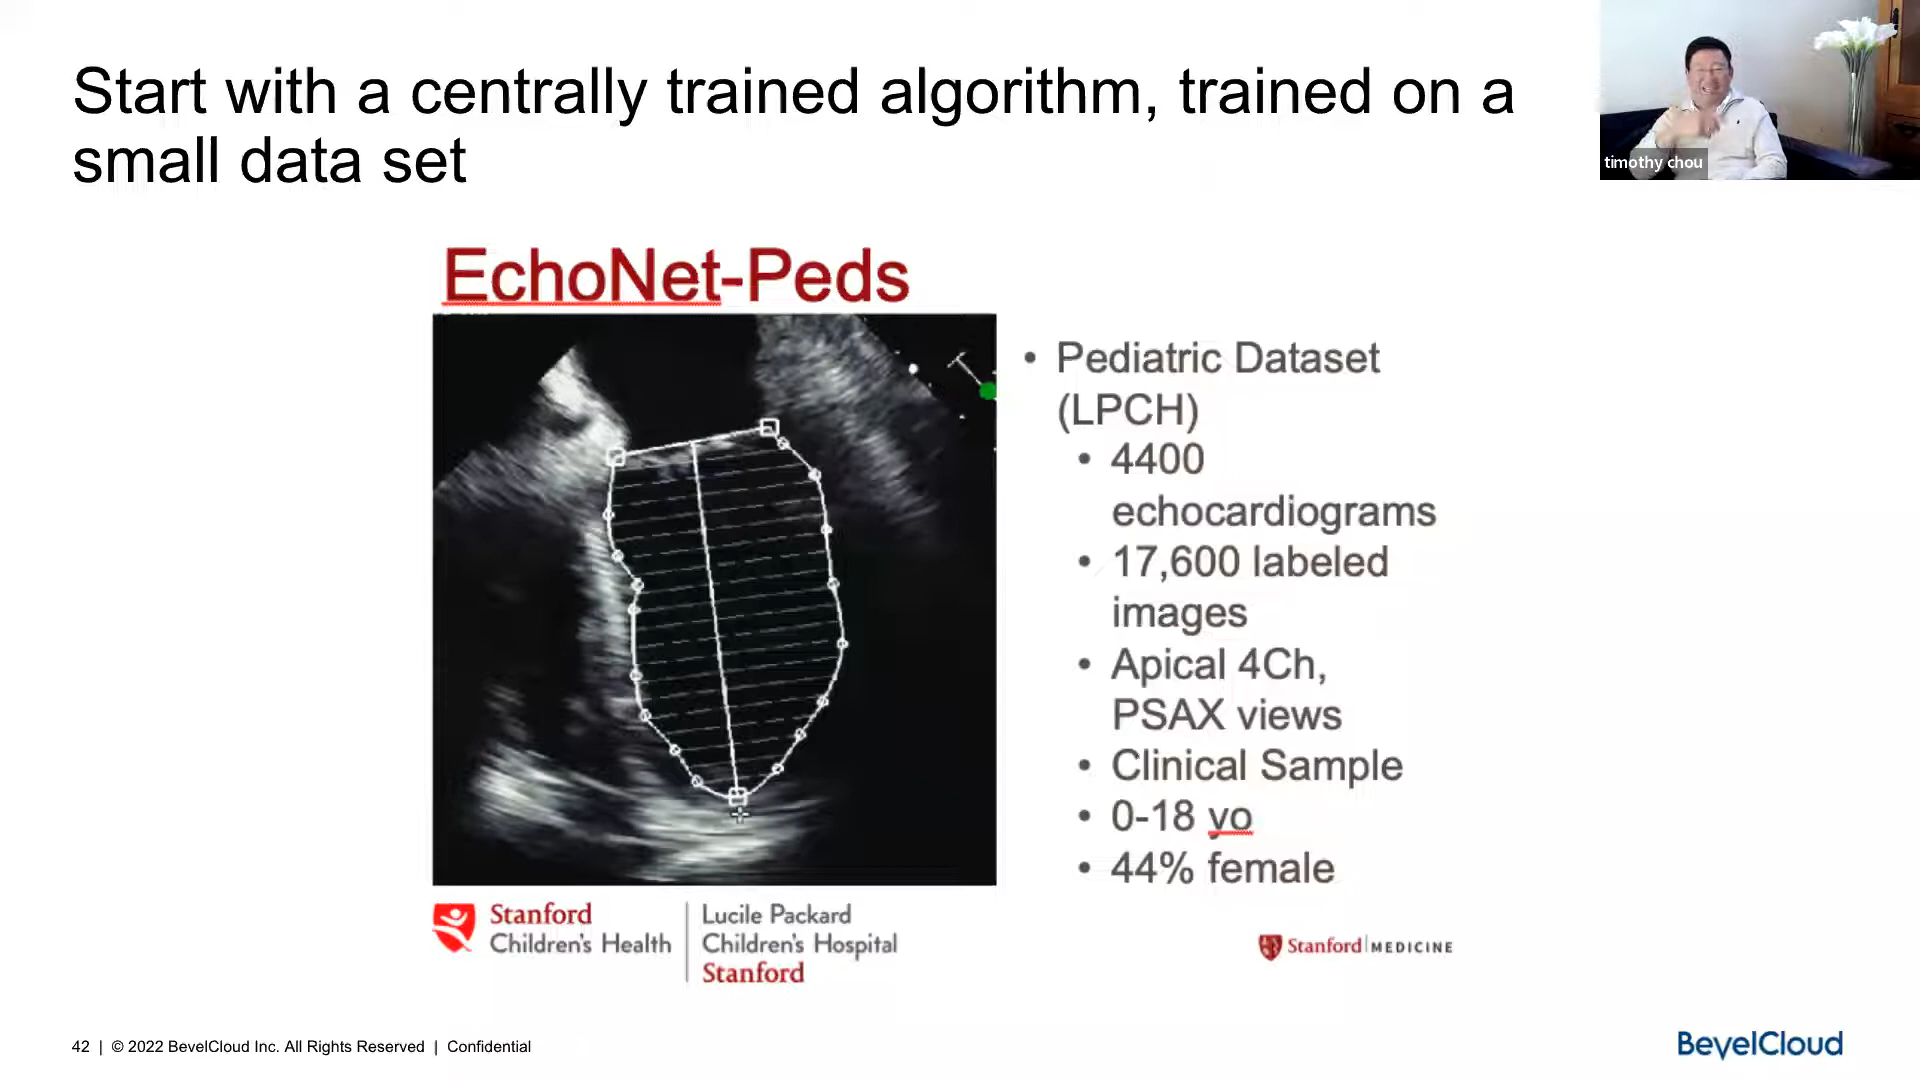 Start with a centrally trained algorithm, trained on a
small data set
timothy chou
EchoNet-Peds
• Pediatric Dataset
(LPCH)
• 4400
echocardiograms
• 17,600 labeled
images
• Apical 4Ch,
PSAX views
• Clinical Sample
• 0-18 yo
• 44% female
Stanford
Children's Health
Lucile Packard
Children's Hospital
Stanford
Stanford MEDICINE
42 | © 2022 BevelCloud Inc. All Rights Reserved | Confidential
BevelCloud